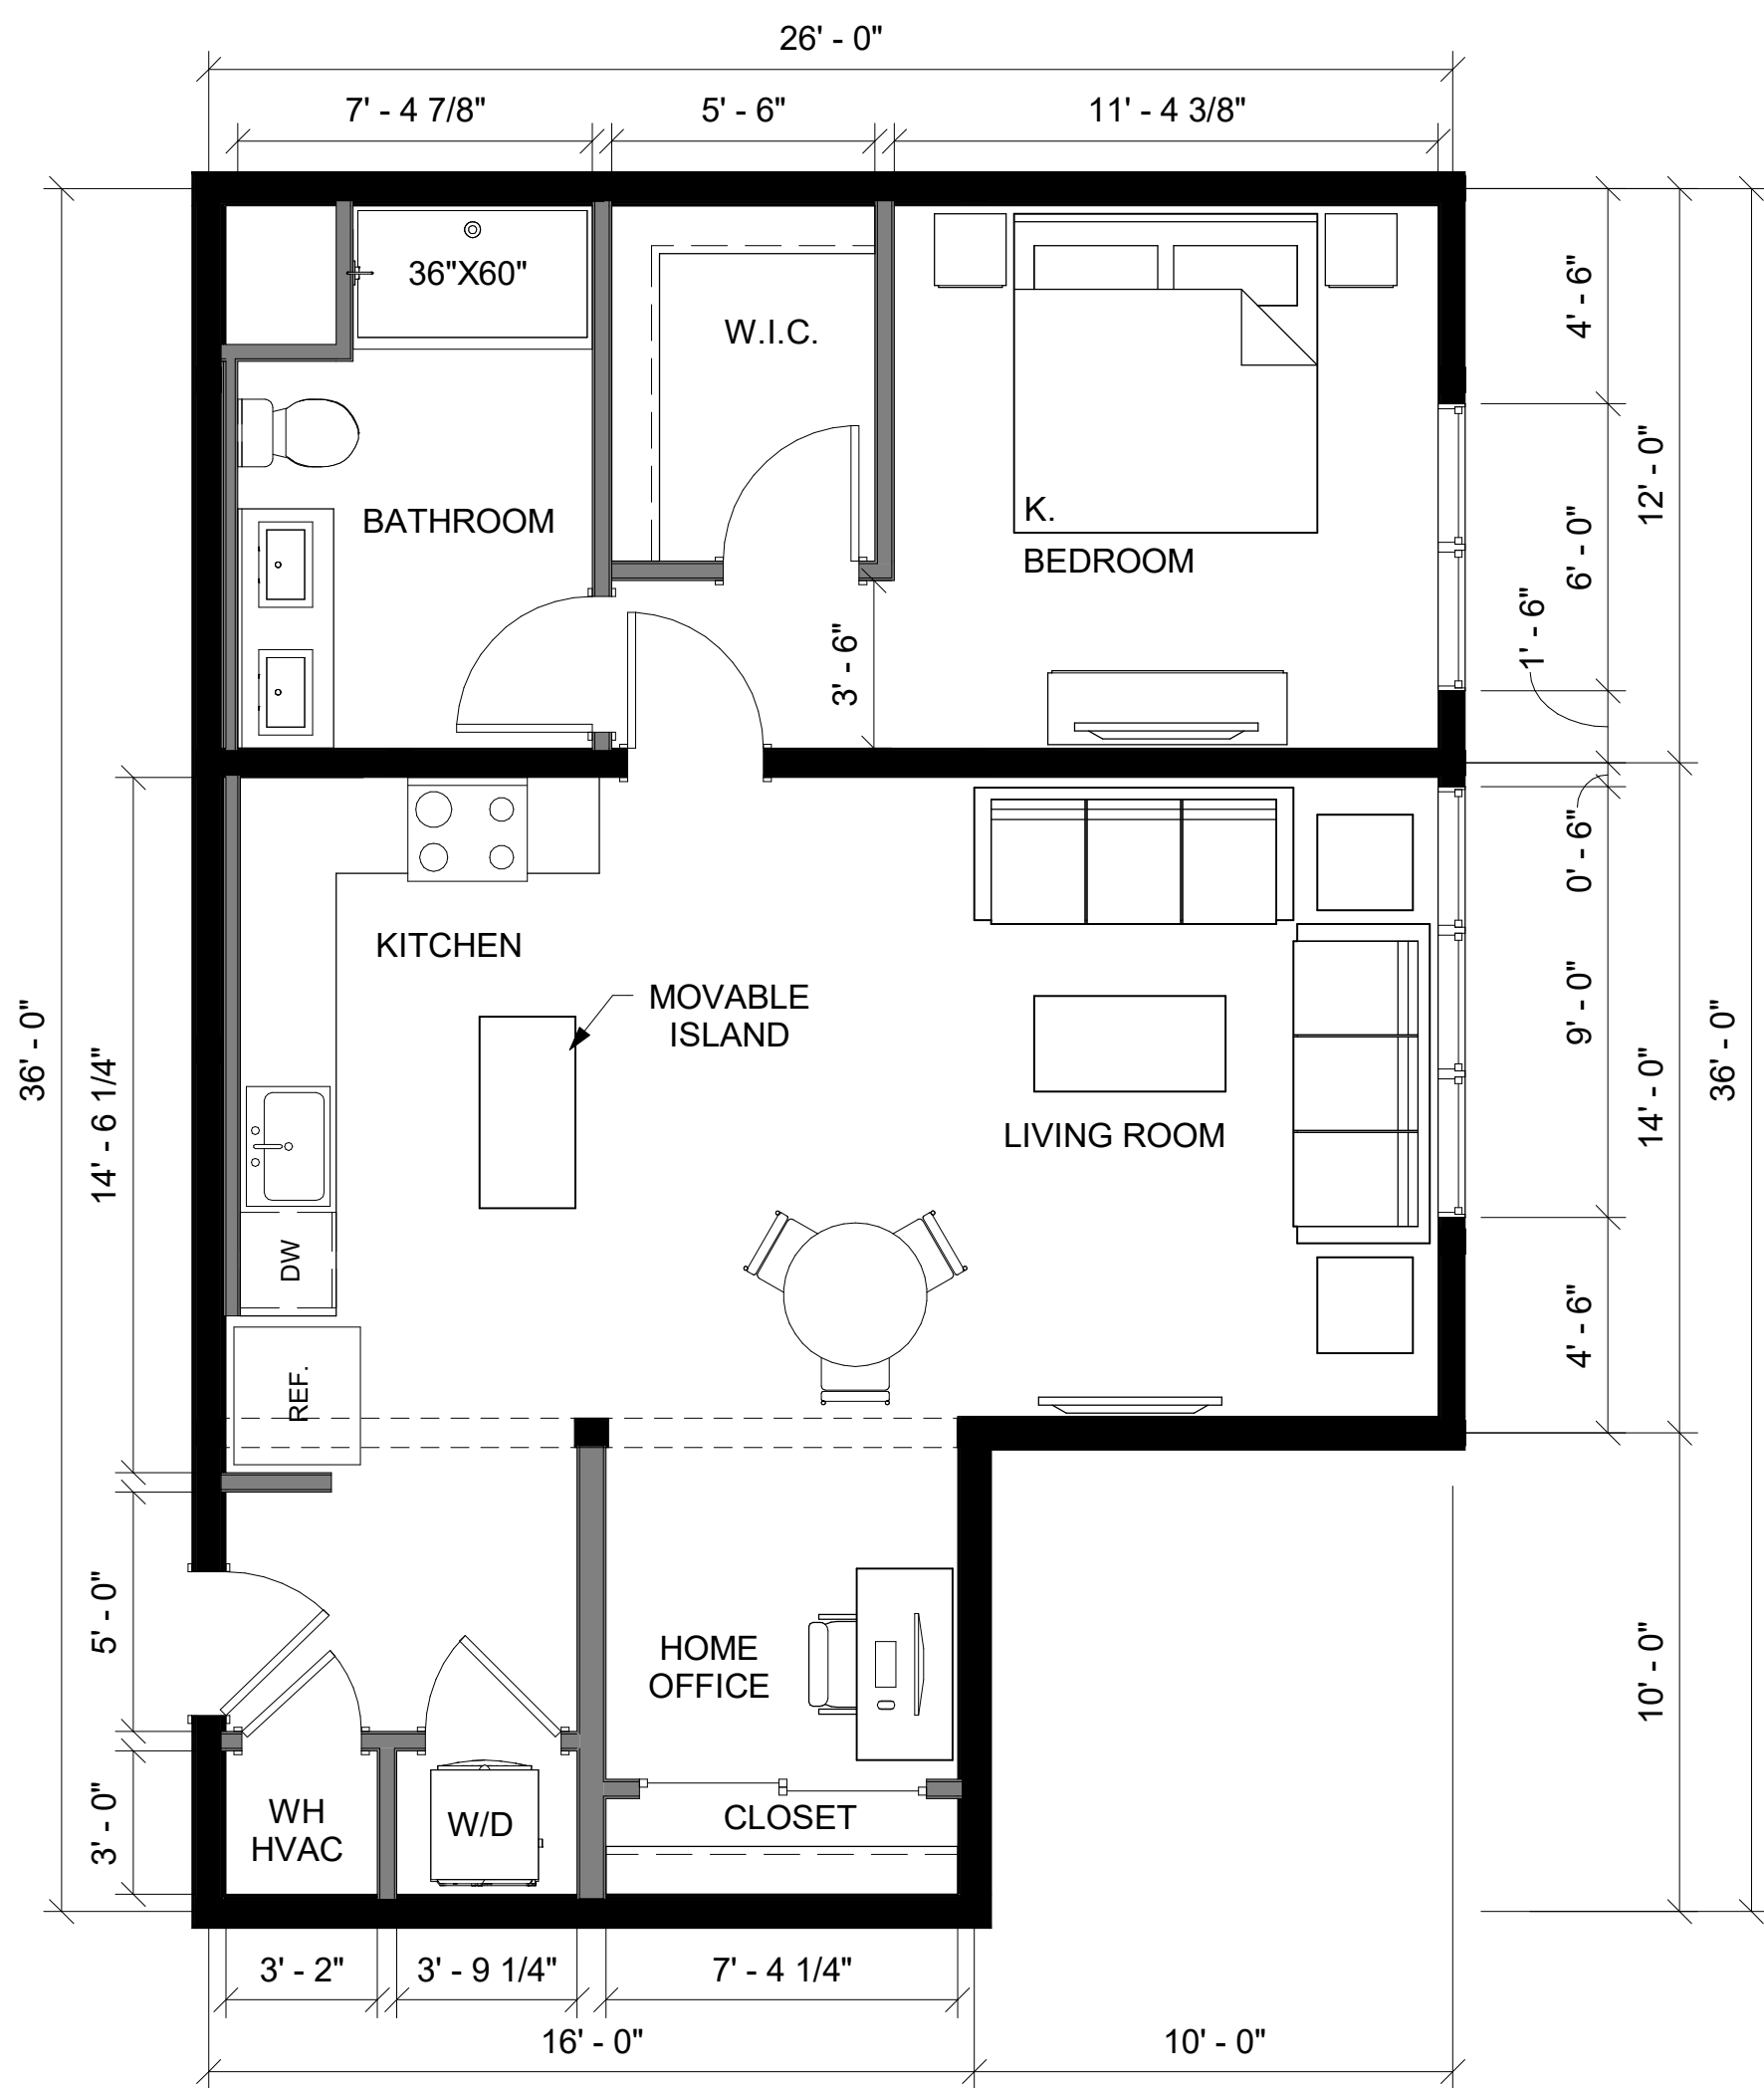 26' - 0"
7' - 4 7/8"
5' - 6"
11' - 4 3/8"
36"X60"
W.I.C.
4' - 6"
12' - 0"
BATHROOM
K.
BEDROOM
6' - 0"
1' - 6"
3' - 6"
0' - 6"
KITCHEN
MOVABLE
ISLAND
9' - 0"
36' - 0"
14' - 6 1/4"
LIVING ROOM
14' - 0"
36' - 0"
DW
REF.
4' - 6"
5' - 0"
HOME
OFFICE
10' - 0"
3' - 0"
WH
HVAC
W/D
CLOSET
3' - 2"
3' - 9 1/4"
7' - 4 1/4"
16' - 0"
10' - 0"